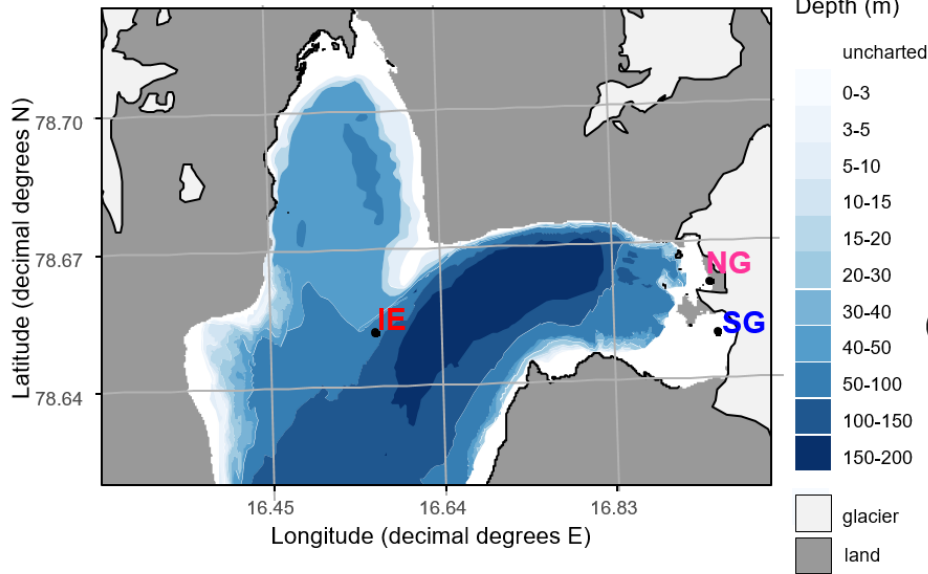 Depth (m)
uncharted
0-3
3-5
5-10
10-15
15-20
20-30
30-40
40-50
50-100
100-150
150-200
glacier
land
Latitude (decimal degrees N)
78.70
78.67
78.64
NG
IE
SG
(
16.45
16.64
16.83
Longitude (decimal degrees E)